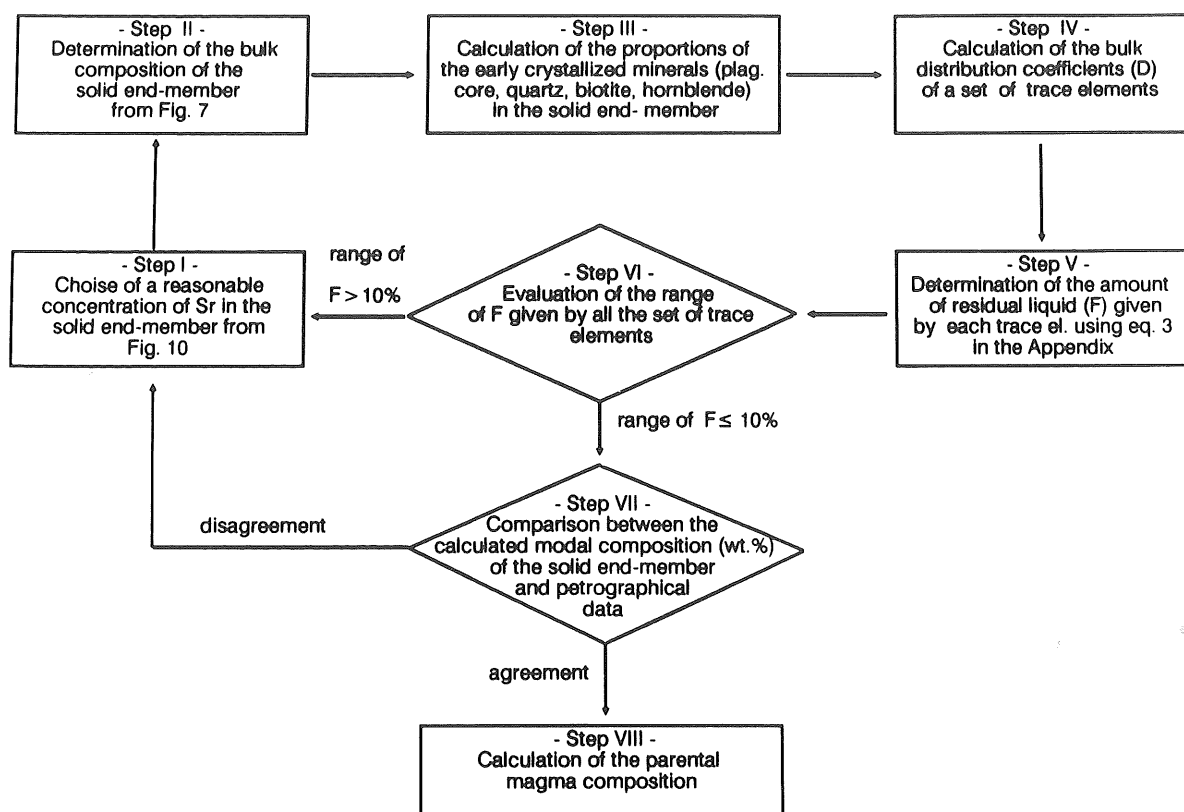 - Step II -
Determination of the bulk
composition of the
solid end-member
from Fig. 7
- Step III -
Calculation of the proportions of
the early crystallized minerals (plag.
core, quartz, biotite, hornblende)
in the solid end- member
- Step IV -
Calculation of the bulk
distribution coefficients (D)
of a set of trace elements
- Step I -
Choise of a reasonable
concentration of Sr in the
solid end-member from
Fig. 10
range of
F > 10%
- Step VI -
Evaluation of the range
of F given by all the set of trace
elements
- Step V -
Determination of the amount
of residual liquid (F) given
by each trace el. using eq. 3
in the Appendix
range of F ≤ 10%
disagreement
- Step VII -
Comparison between the
calculated modal composition (wt.%)
of the solid end-member
and petrographical
data
agreement
- Step VIII -
Calculation of the parental
magma composition